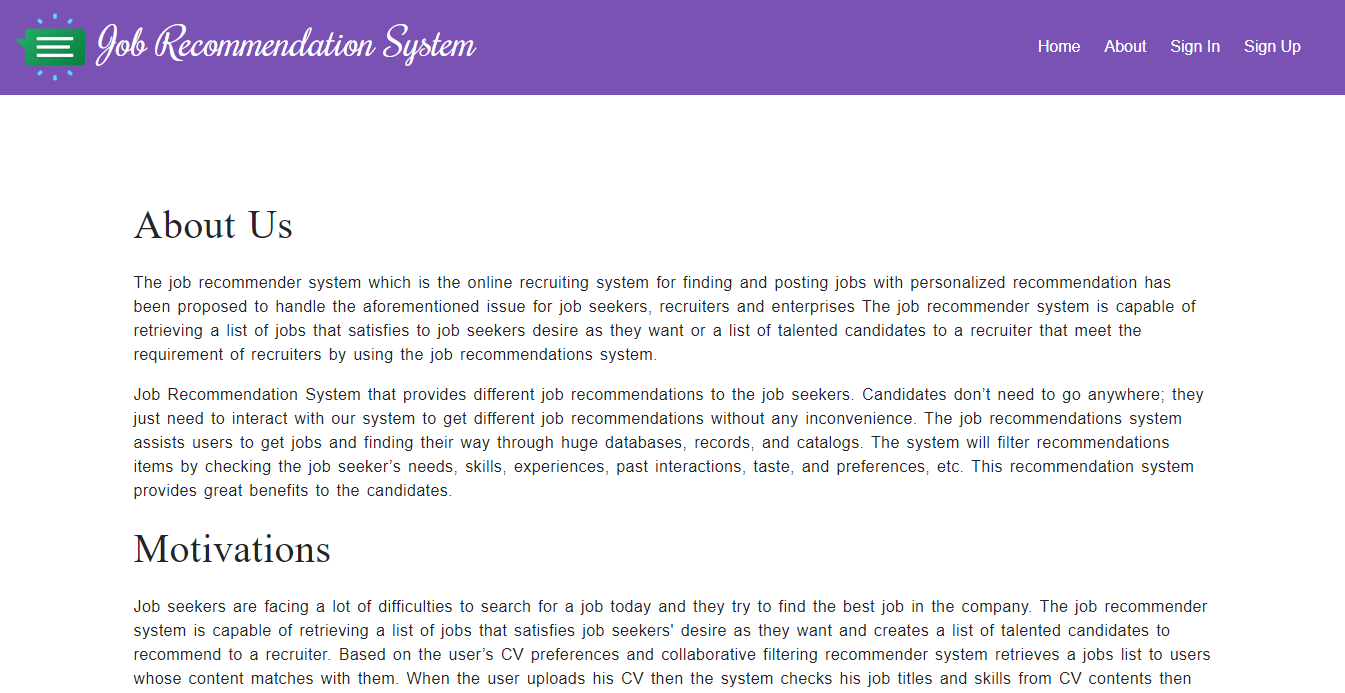 Job Recommendation System
Home About Sign In Sign Up
About Us
The job recommender system which is the online recruiting system for finding and posting jobs with personalized recommendation has
been proposed to handle the aforementioned issue for job seekers, recruiters and enterprises The job recommender system is capable of
retrieving a list of jobs that satisfies to job seekers desire as they want or a list of talented candidates to a recruiter that meet the
requirement of recruiters by using the job recommendations system.
Job Recommendation System that provides different job recommendations to the job seekers. Candidates don’t need to go anywhere; they
just need to interact with our system to get different job recommendations without any inconvenience. The job recommendations system
assists users to get jobs and finding their way through huge databases, records, and catalogs. The system will filter recommendations
items by checking the job seeker’s needs, skills, experiences, past interactions, taste, and preferences, etc. This recommendation system
provides great benefits to the candidates.
Motivations
Job seekers are facing a lot of difficulties to search for a job today and they try to find the best job in the company. The job recommender
system is capable of retrieving a list of jobs that satisfies job seekers' desire as they want and creates a list of talented candidates to
recommend to a recruiter. Based on the user’s CV preferences and collaborative filtering recommender system retrieves a jobs list to users
whose content matches with them. When the user uploads his CV then the system checks his job titles and skills from CV contents then